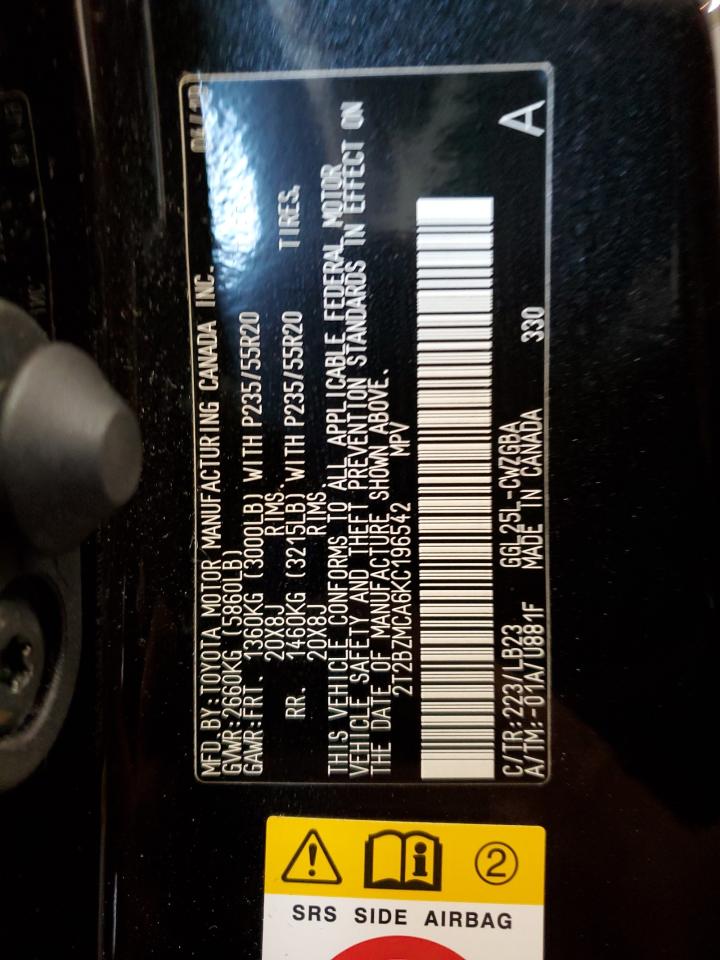 MFD.BY:TOYOTA MOTOR MANUFACTURING CANADA INC.
GVWR:2660KG (5860LB)
GAWR:FRT. 1360KG (3000LB) WITH P235/55R20
20X8J RIMS. TIRES,
RR. 1460KG (3215LB) WITH P235/55R20
20X8J RIMS.
THIS VEHICLE CONFORMS TO ALL APPLICABLE FEDERAL MOTOR
VEHICLE SAFETY AND THEFT PREVENTION STANDARDS IN EFFECT ON
THE DATE OF MANUFACTURE SHOWN ABOVE.
2T2BZMCA6KC196542 MPV
C/TR:223/LB23 GGL25L-CWZGBA
A/TM:-01A/U881F MADE IN CANADA 330 A
2
SRS SIDE AIRBAG